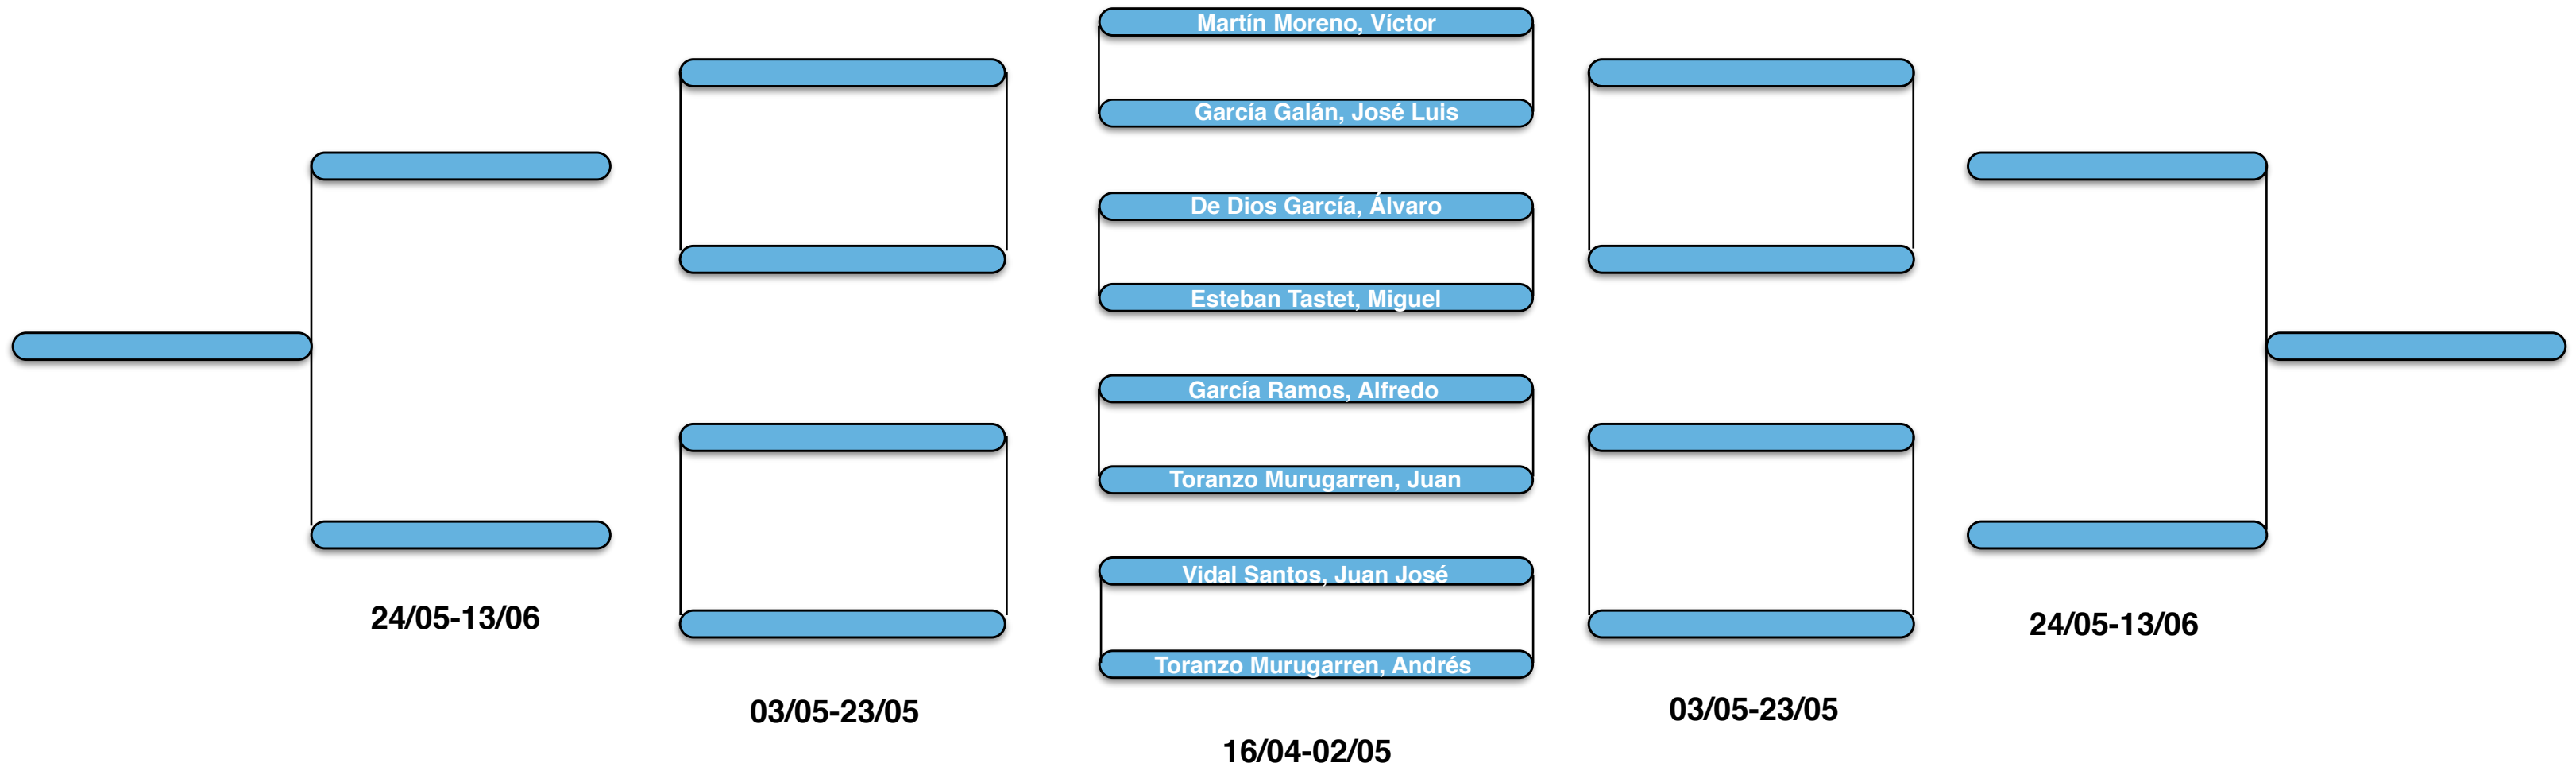 Martín Moreno, Víctor
García Galán, José Luis
De Dios García, Álvaro
Esteban Tastet, Miguel
García Ramos, Alfredo
Toranzo Murugarren, Juan
Vidal Santos, Juan José
Toranzo Murugarren, Andrés
24/05-13/06
03/05-23/05
16/04-02/05
03/05-23/05
24/05-13/06